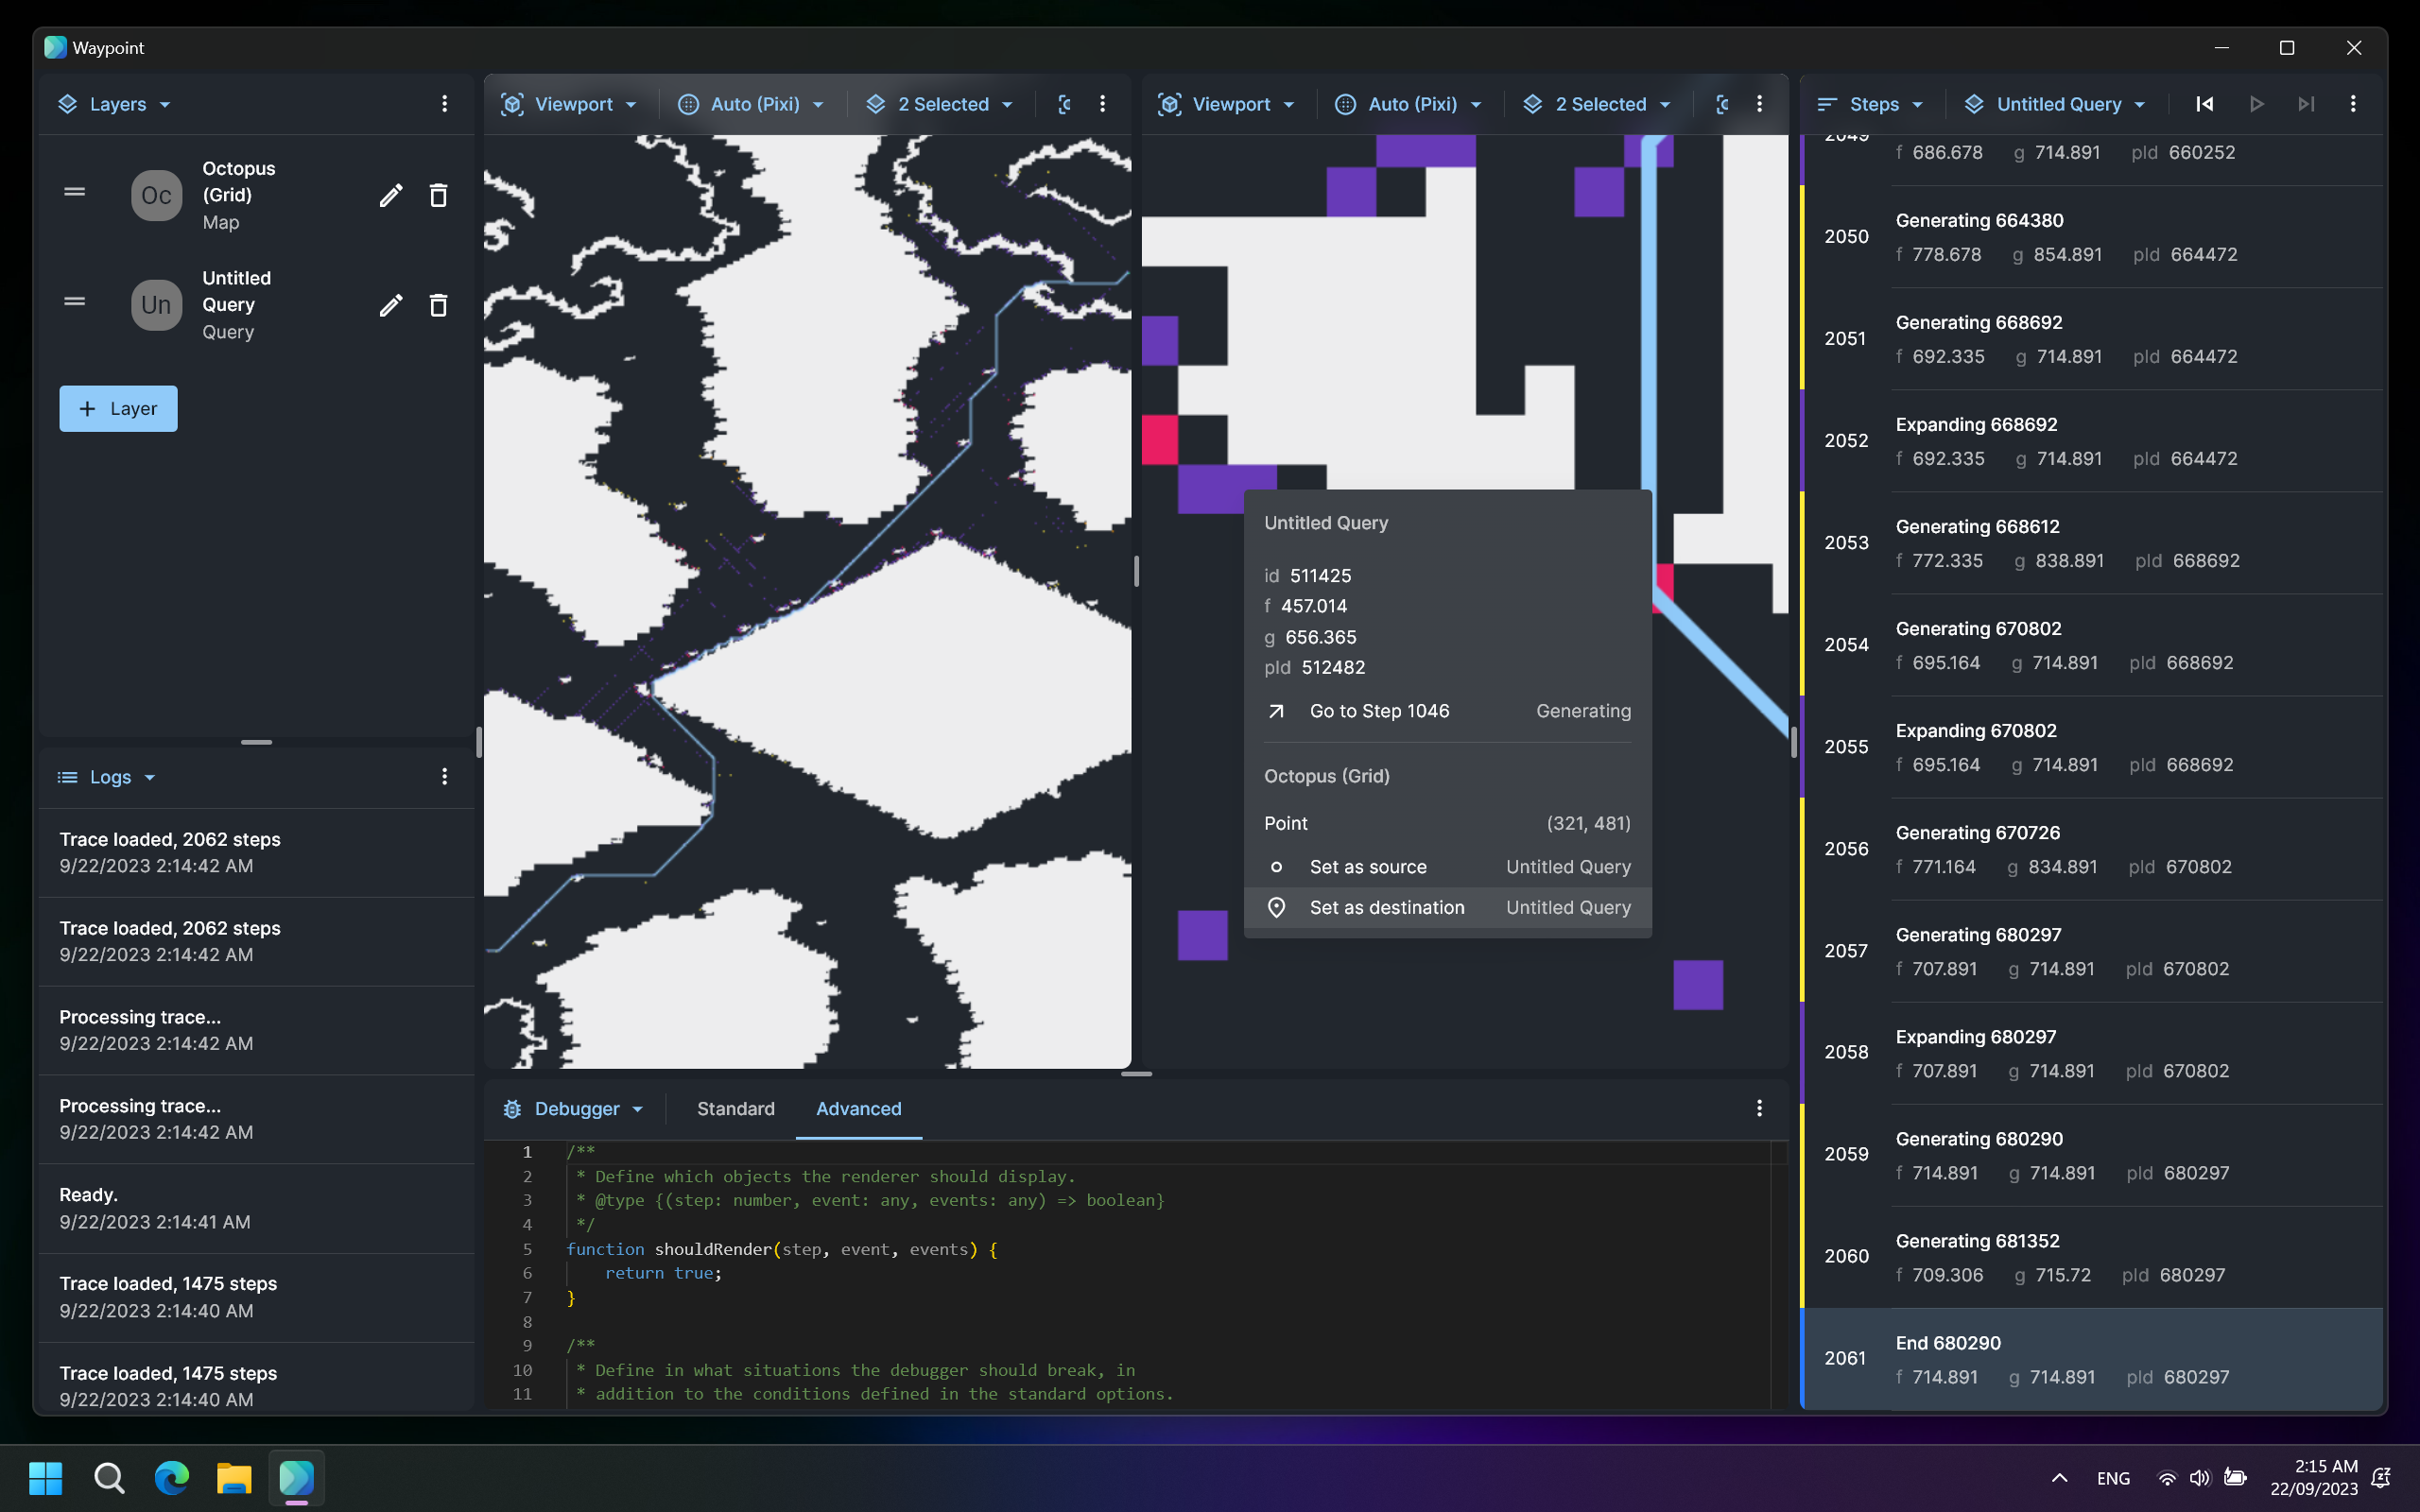 Waypoint
Layers
Oc
Octopus
(Grid)
Map
Un
Untitled
Query
Query
+ Layer
Logs
Trace loaded, 2062 steps
9/22/2023 2:14:42 AM
Trace loaded, 2062 steps
9/22/2023 2:14:42 AM
Processing trace...
9/22/2023 2:14:42 AM
Processing trace...
9/22/2023 2:14:42 AM
Ready.
9/22/2023 2:14:41 AM
Trace loaded, 1475 steps
9/22/2023 2:14:40 AM
Trace loaded, 1475 steps
9/22/2023 2:14:40 AM
Viewport Auto (Pixi) 2 Selected
Viewport Auto (Pixi) 2 Selected
Untitled Query
id 511425
f 457.014
g 656.365
pId 512482
Go to Step 1046 Generating
Octopus (Grid)
Point (321, 481)
Set as source Untitled Query
Set as destination Untitled Query
Debugger Standard Advanced
1 /**
2 * Define which objects the renderer should display.
3 * @type {(step: number, event: any, events: any) => boolean}
4 */
5 function shouldRender(step, event, events) {
6 return true;
7 }
8
9 /**
10 * Define in what situations the debugger should break, in
11 * addition to the conditions defined in the standard options.
Steps Untitled Query
2049
f 686.678 g 714.891 pId 660252
2050 Generating 664380
f 778.678 g 854.891 pId 664472
2051 Generating 668692
f 692.335 g 714.891 pId 664472
2052 Expanding 668692
f 692.335 g 714.891 pId 664472
2053 Generating 668612
f 772.335 g 838.891 pId 668692
2054 Generating 670802
f 695.164 g 714.891 pId 668692
2055 Expanding 670802
f 695.164 g 714.891 pId 668692
2056 Generating 670726
f 771.164 g 834.891 pId 670802
2057 Generating 680297
f 707.891 g 714.891 pId 670802
2058 Expanding 680297
f 707.891 g 714.891 pId 670802
2059 Generating 680290
f 714.891 g 714.891 pId 680297
2060 Generating 681352
f 709.306 g 715.72 pId 680297
2061 End 680290
f 714.891 g 714.891 pId 680297
ENG
2:15 AM
22/09/2023